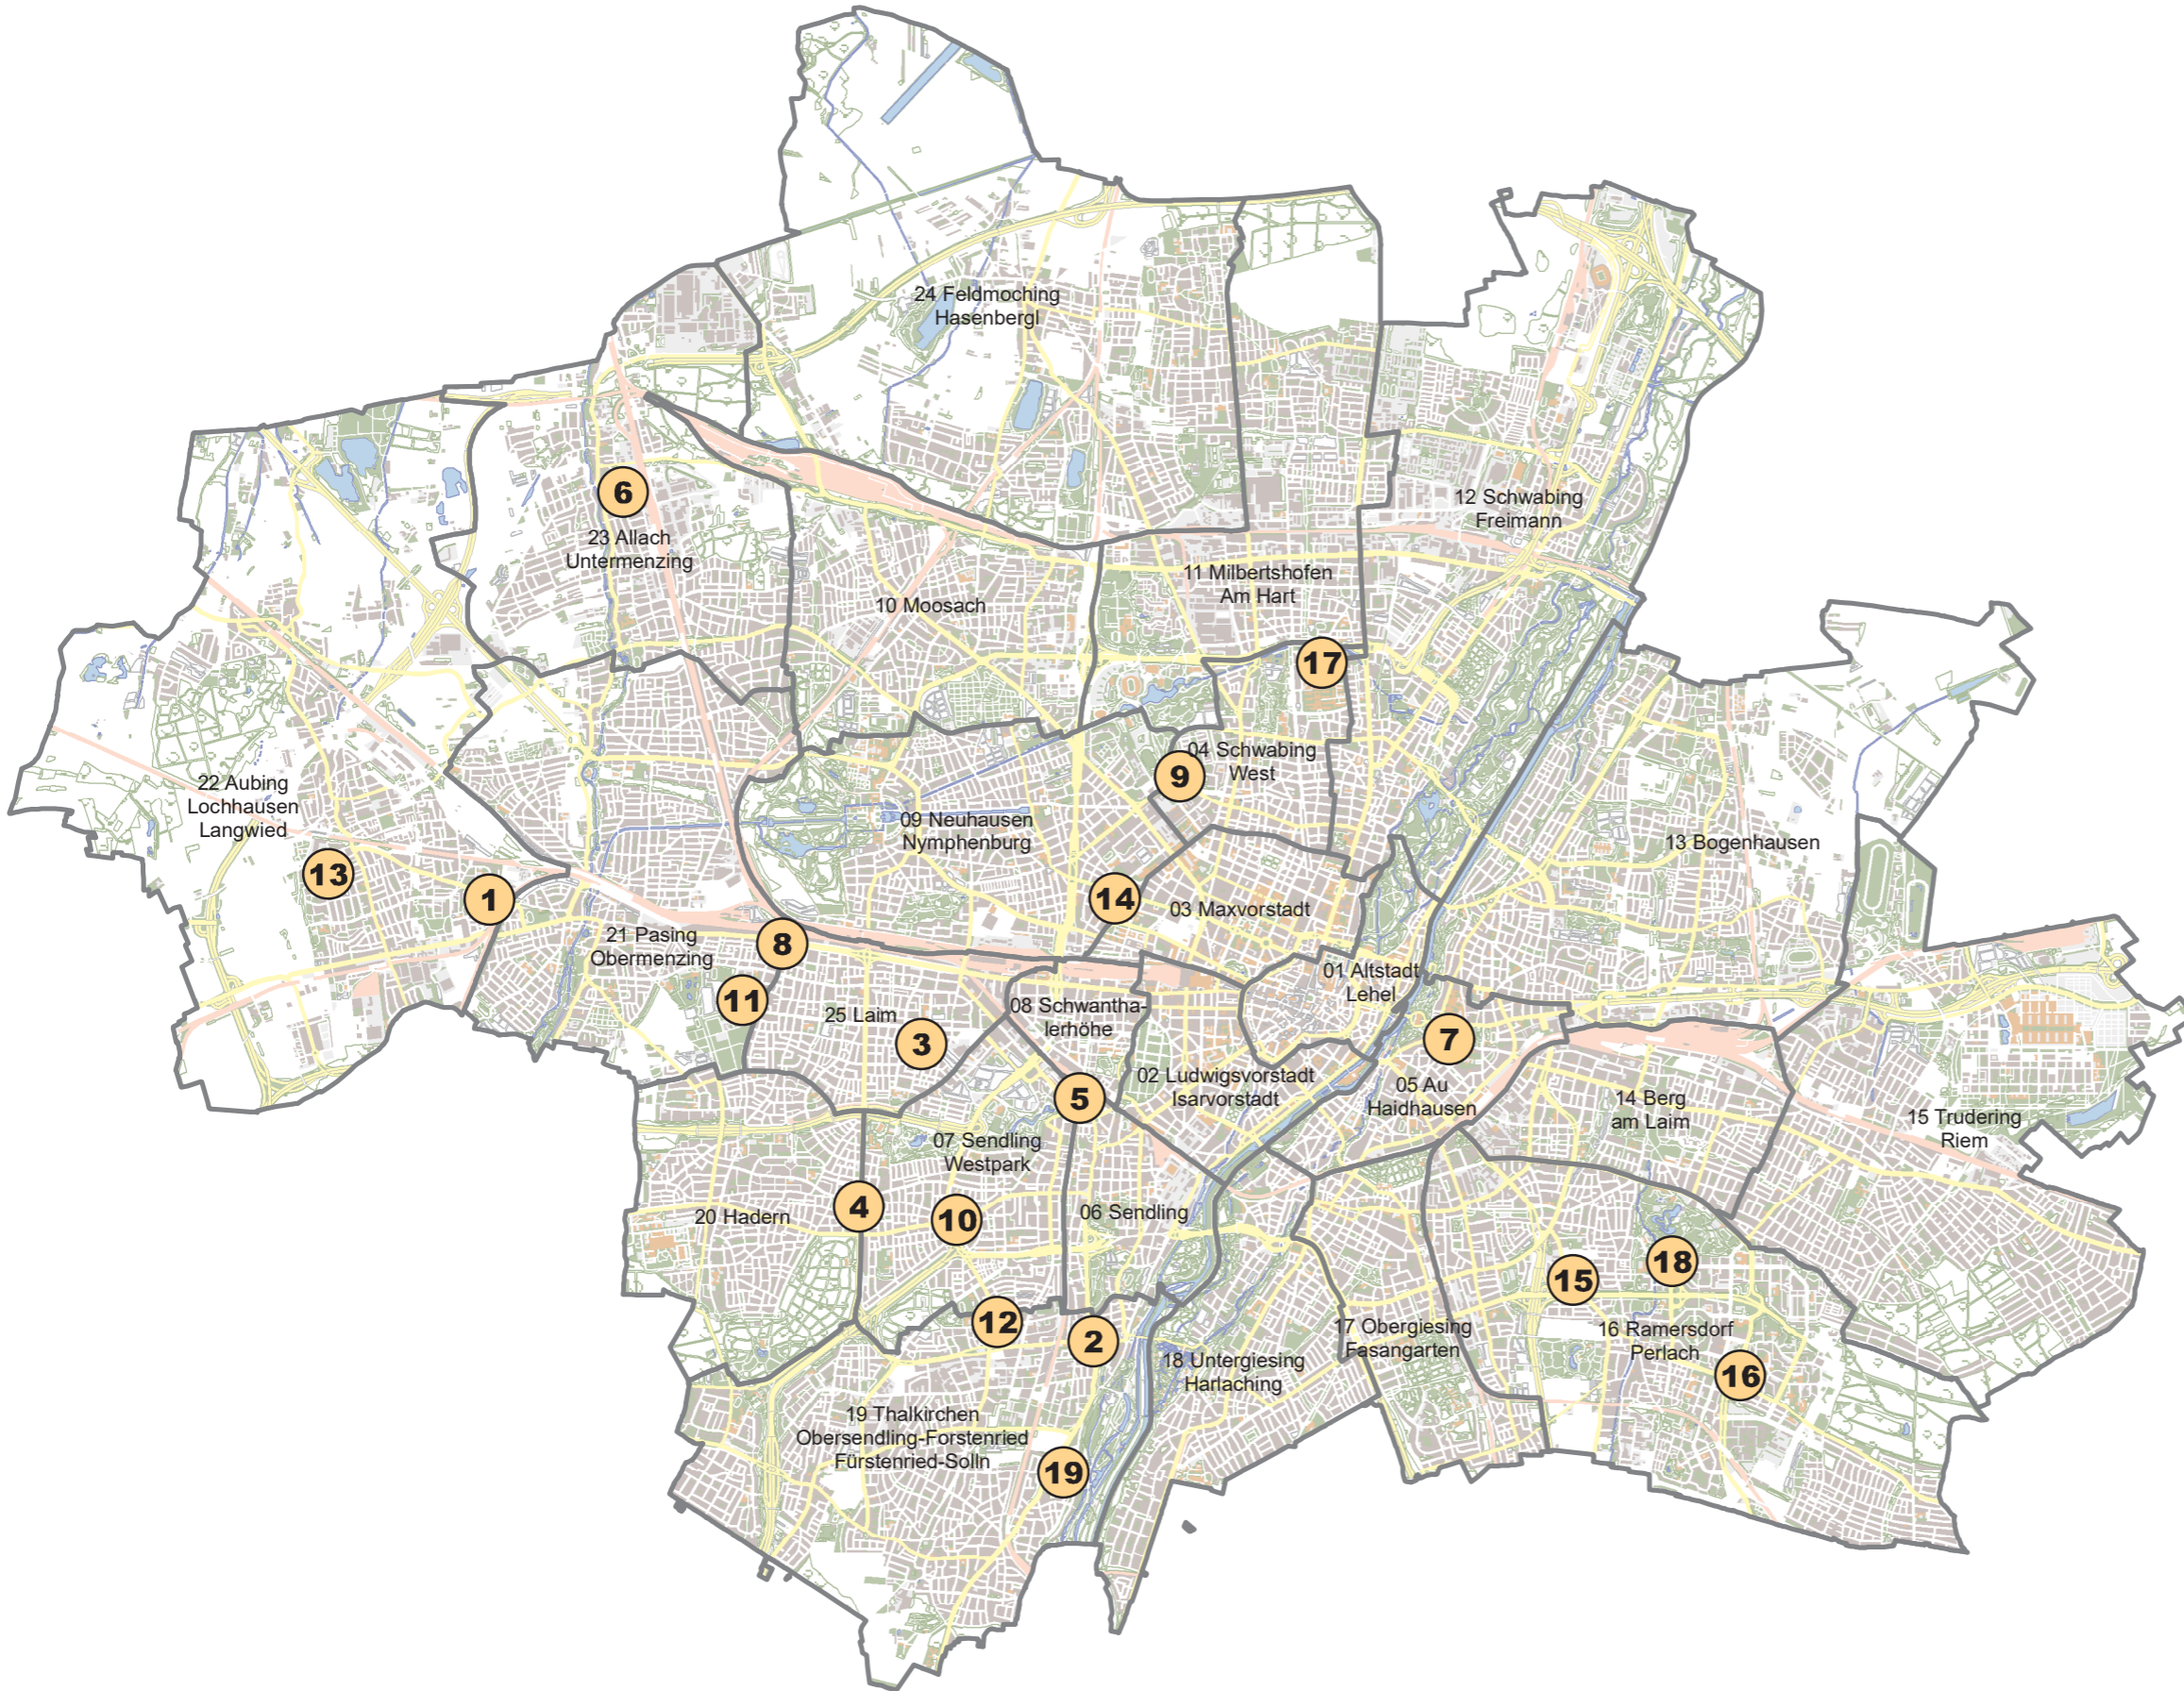 24 Feldmoching
Hasenbergl
6
23 Allach
Untermenzing
12 Schwabing
Freimann
11 Milbertshofen
Am Hart
10 Moosach
17
04 Schwabing
West
9
22 Aubing
Lochhausen
Langwied
09 Neuhausen
Nymphenburg
13 Bogenhausen
13
1
14
03 Maxvorstadt
21 Pasing
Obermenzing
8
01 Altstadt
Lehel
11
25 Laim
08 Schwantha-
lerhöhe
3
7
02 Ludwigsvorstadt
Isarvorstadt
5
05 Au
Haidhausen
14 Berg
am Laim
15 Trudering
Riem
07 Sendling
Westpark
4
20 Hadern
10
06 Sendling
18
15
12
2
17 Obergiesing
Fasangarten
16 Ramersdorf
Perlach
18 Untergiesing
Harlaching
16
19 Thalkirchen
Obersendling-Forstenried
Fürstenried-Solln
19